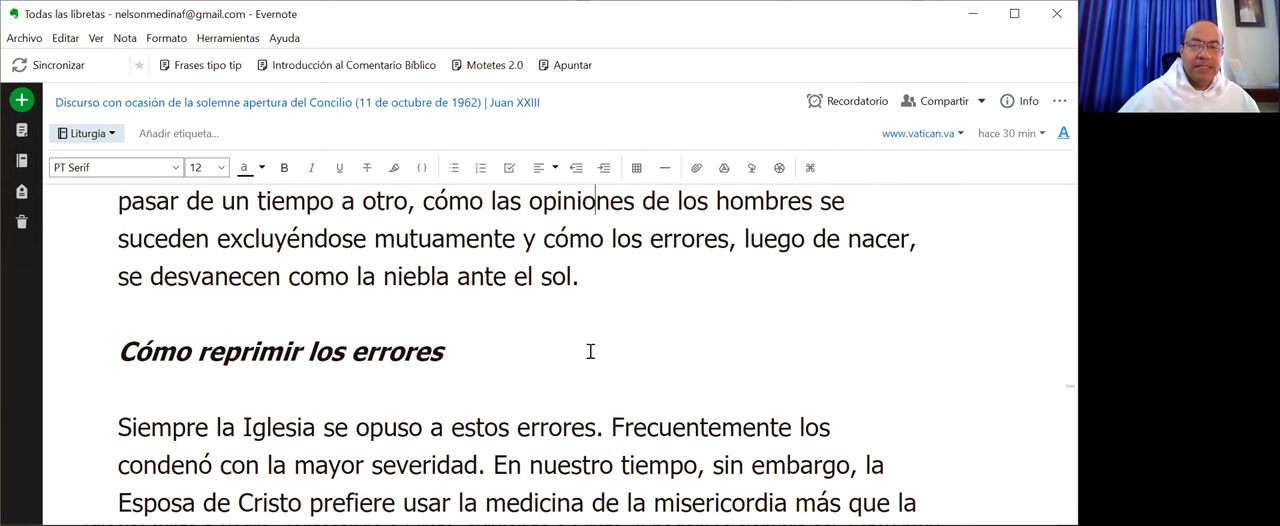 Todas las libretas - nelsonmedinaf@gmail.com - Evernote
Archivo Editar Ver Nota Formato Herramientas Ayuda
Sincronizar Frases tipo tip Introducción al Comentario Bíblico Motetes 2.0 Apuntar
Discurso con ocasión de la solemne apertura del Concilio (11 de octubre de 1962) | Juan XXIII Recordatorio Compartir Info
Liturgia Añadir etiqueta... www.vatican.va hace 30 min A
PT Serif 12 a B I T { }
pasar de un tiempo a otro, cómo las opiniones de los hombres se
suceden excluyéndose mutuamente y cómo los errores, luego de nacer,
se desvanecen como la niebla ante el sol.
Cómo reprimir los errores
Siempre la Iglesia se opuso a estos errores. Frecuentemente los
condenó con la mayor severidad. En nuestro tiempo, sin embargo, la
Esposa de Cristo prefiere usar la medicina de la misericordia más que la